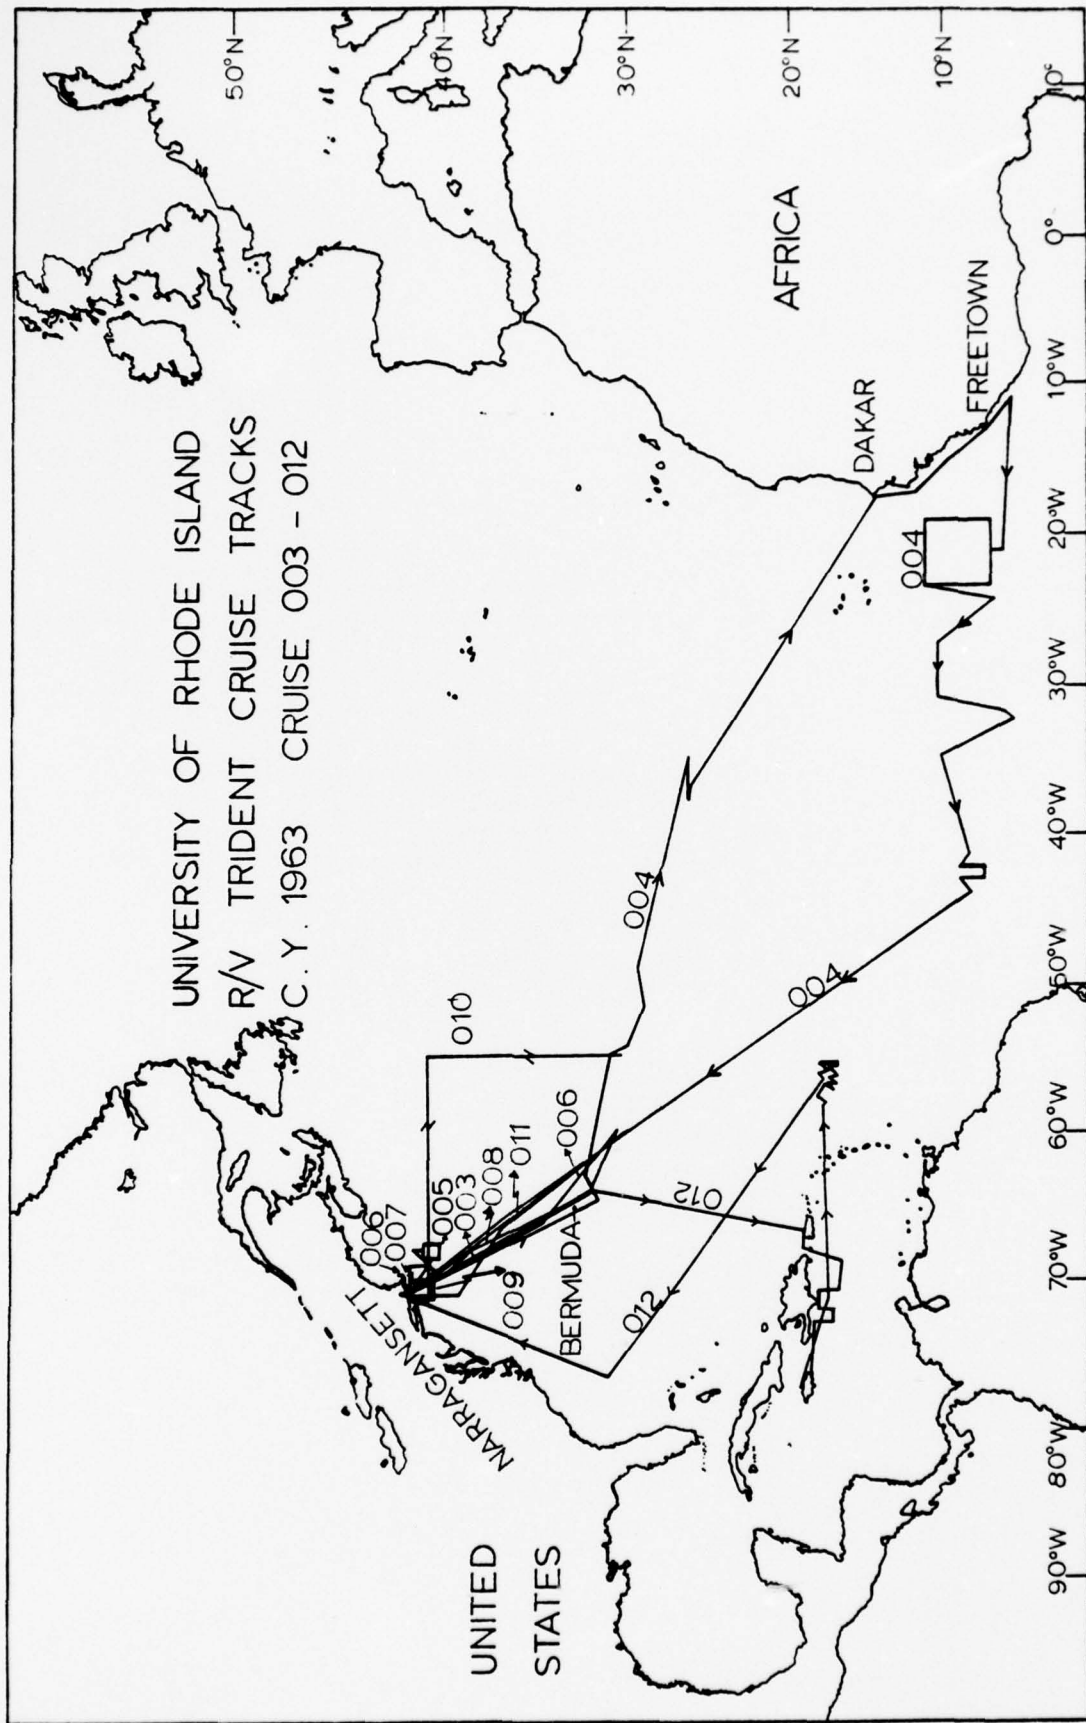 UNIVERSITY OF RHODE ISLAND
R/V TRIDENT CRUISE TRACKS
C. Y. 1963 CRUISE 003 - 012
50°N
40°N
30°N
20°N
10°N
UNITED
STATES
NARRAGANSETT
006
007
005
003
008
011
006
009
010
BERMUDA
012
012
004
004
004
AFRICA
DAKAR
FREETOWN
90°W
80°W
70°W
60°W
50°W
40°W
30°W
20°W
10°W
0°
10°